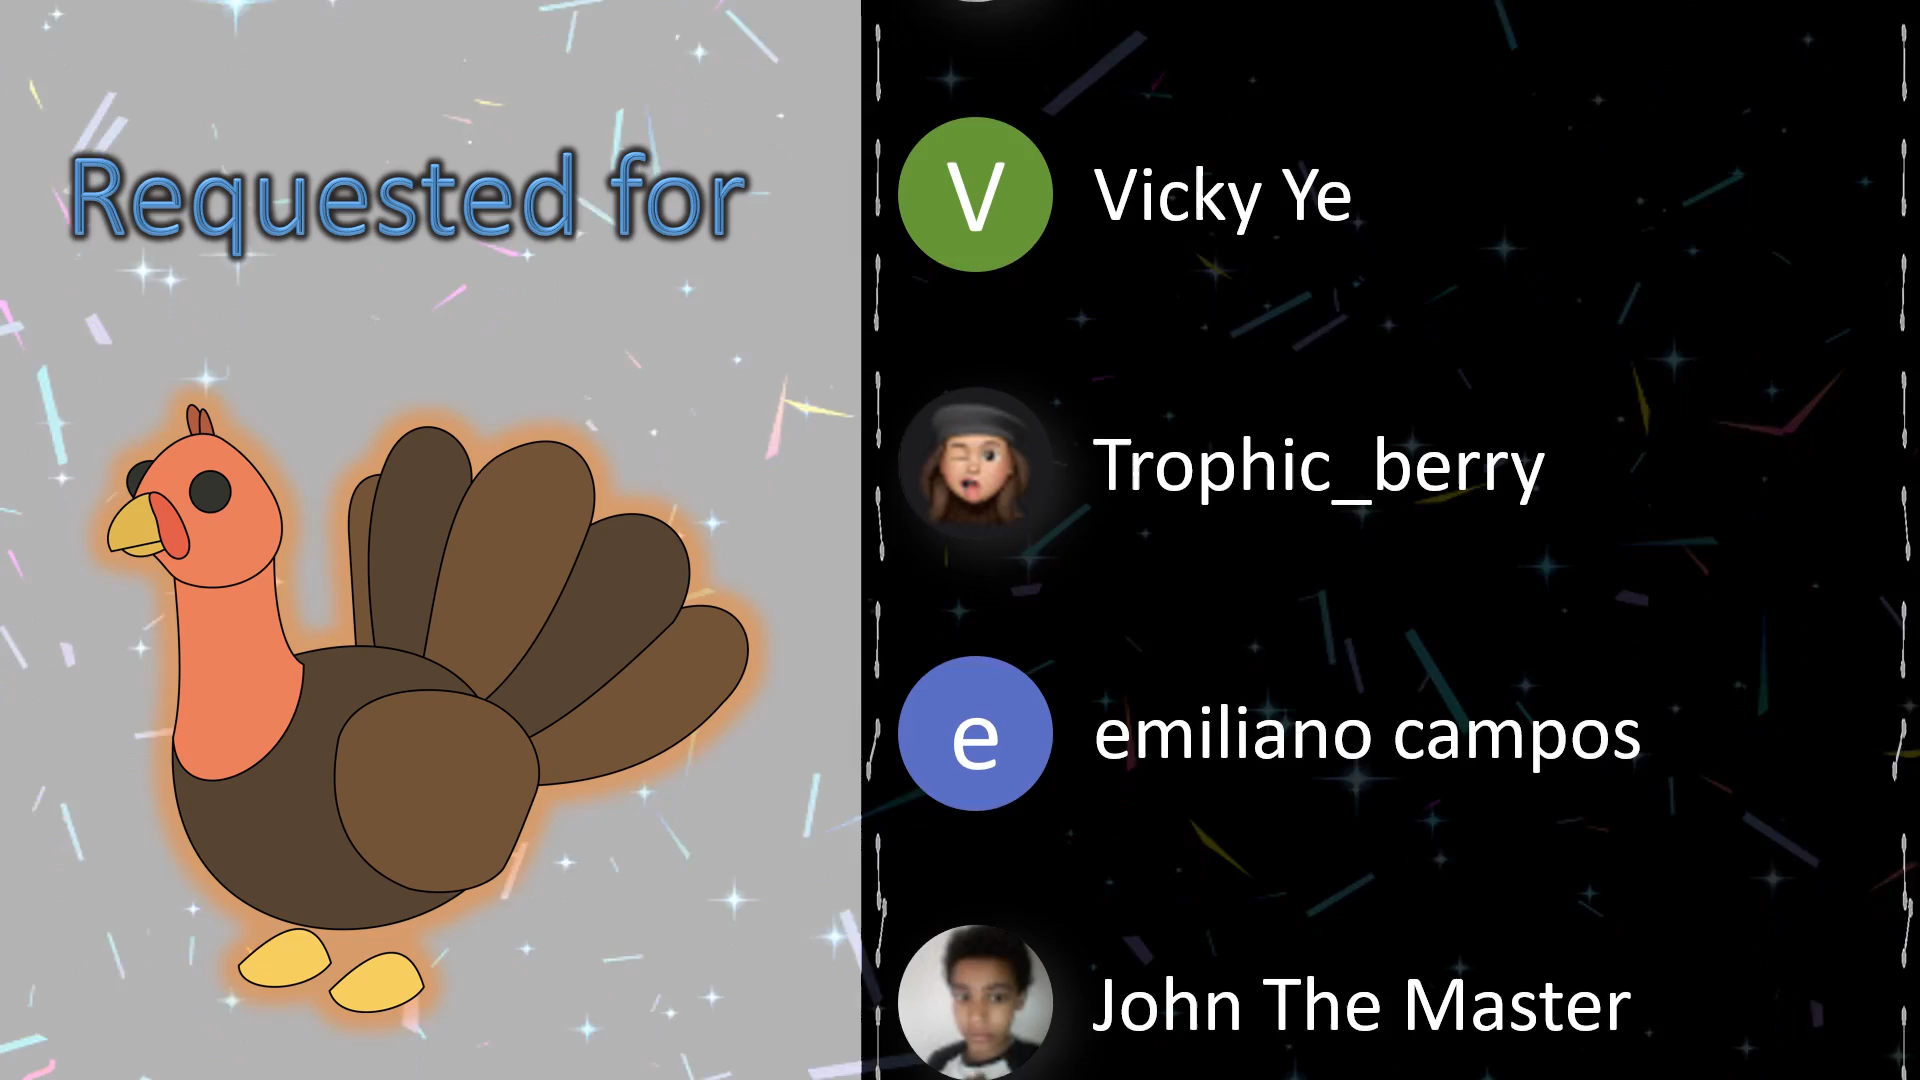 Requested for
V
Vicky Ye
Trophic_berry
e
emiliano campos
John The Master